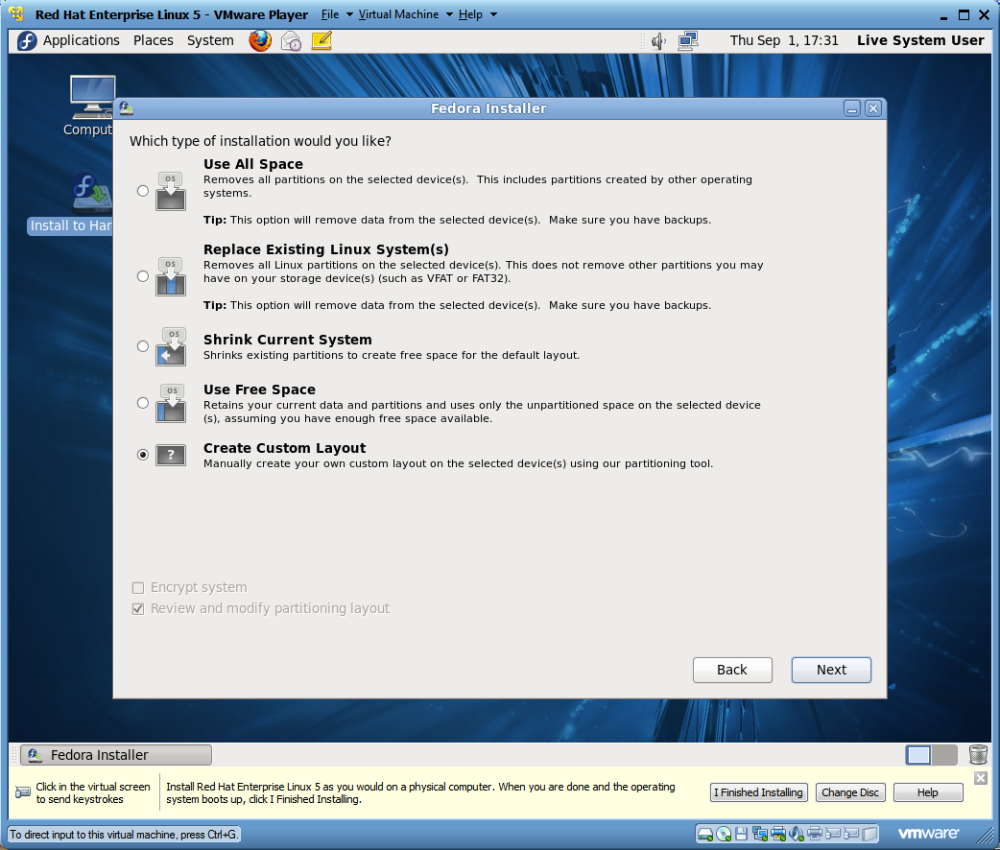 Red Hat Enterprise Linux 5 - VMware Player File Virtual Machine Help
Applications Places System Thu Sep 1, 17:31 Live System User
Fedora Installer
Comput
Install to Har
Which type of installation would you like?
OS
Use All Space
Removes all partitions on the selected device(s). This includes partitions created by other operating
systems.
Tip: This option will remove data from the selected device(s). Make sure you have backups.
OS
Replace Existing Linux System(s)
Removes all Linux partitions on the selected device(s). This does not remove other partitions you may
have on your storage device(s) (such as VFAT or FAT32).
Tip: This option will remove data from the selected device(s). Make sure you have backups.
OS
Shrink Current System
Shrinks existing partitions to create free space for the default layout.
OS
Use Free Space
Retains your current data and partitions and uses only the unpartitioned space on the selected device
(s), assuming you have enough free space available.
?
Create Custom Layout
Manually create your own custom layout on the selected device(s) using our partitioning tool.
Encrypt system
Review and modify partitioning layout
Back Next
Fedora Installer
Click in the virtual screen
to send keystrokes
Install Red Hat Enterprise Linux 5 as you would on a physical computer. When you are done and the operating
system boots up, click I Finished Installing.
I Finished Installing Change Disc Help
To direct input to this virtual machine, press Ctrl+G.
vmware